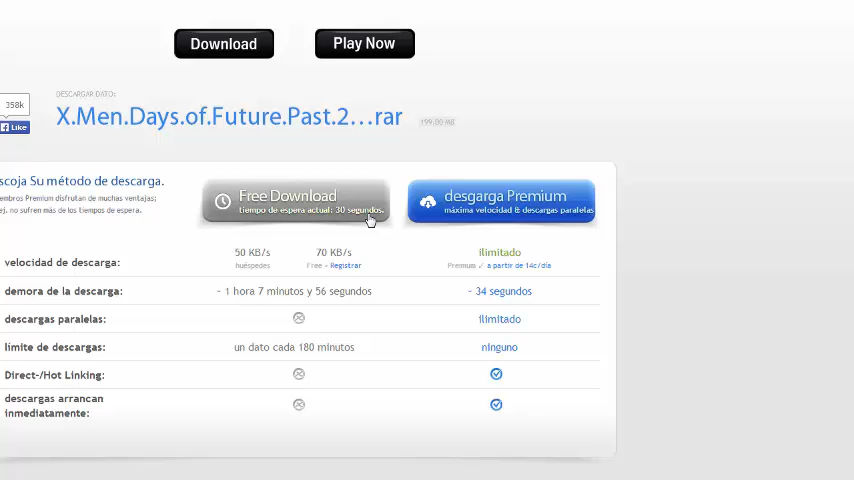 Download Play Now
358k
Like
DESCARGAR DATO:
X.Men.Days.of.Future.Past.2...rar 199.00 MB
scoja Su método de descarga.
embros Premium disfrutan de muchas ventajas;
ej. no sufren más de los tiempos de espera.
Free Download
tiempo de espera actual: 30 segundos.
desgarga Premium
máxima velocidad & descargas paralelas
velocidad de descarga: 50 KB/s 70 KB/s ilimitado
huéspedes Free - Registrar Premium ✓ a partir de 14c/día
demora de la descarga: ~ 1 hora 7 minutos y 56 segundos ~ 34 segundos
descargas paralelas: ilimitado
límite de descargas: un dato cada 180 minutos ninguno
Direct-/Hot Linking:
descargas arrancan
inmediatamente: